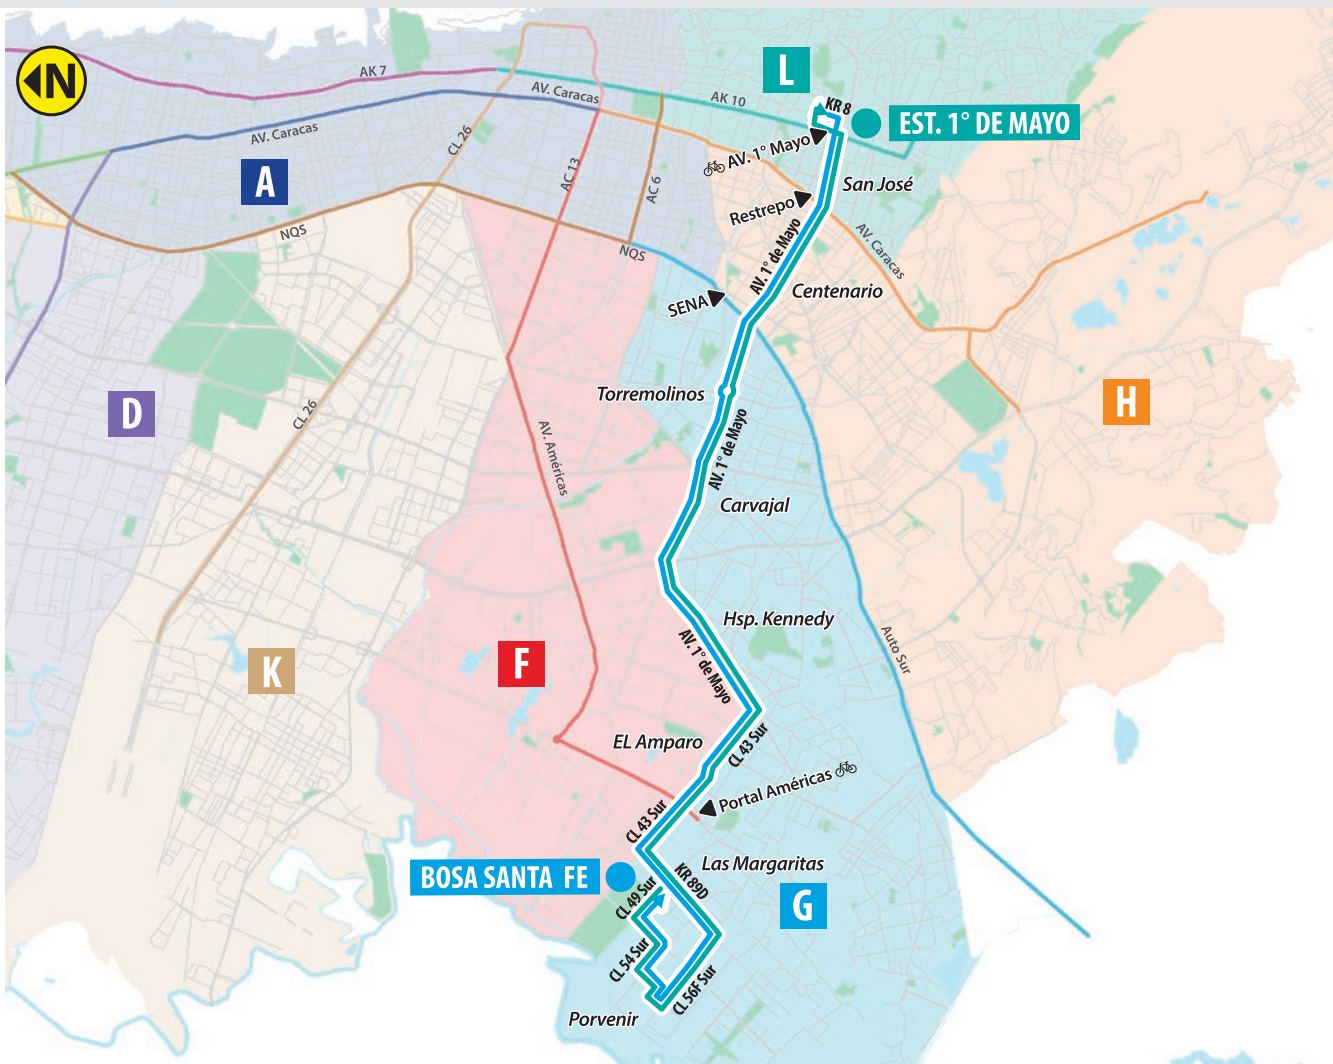 N
AK 7
AV. Caracas
AK 10
L
KR 8
EST. 1° DE MAYO
AV. Caracas
CL 26
AV. 1° Mayo
A
AC 13
AC 6
San José
Restrepo
NQS
NQS
AV. 1° de Mayo
AV. Caracas
SENA
Centenario
D
CL 26
Torremolinos
H
AV. Américas
AV. 1° de Mayo
Carvajal
Hsp. Kennedy
K
F
AV. 1° de Mayo
Auto Sur
EL Amparo
CL 43 Sur
Portal Américas
CL 43 Sur
BOSA SANTA FE
Las Margaritas
KR 89D
CL 49 Sur
G
CL 54 Sur
CL 56F Sur
Porvenir